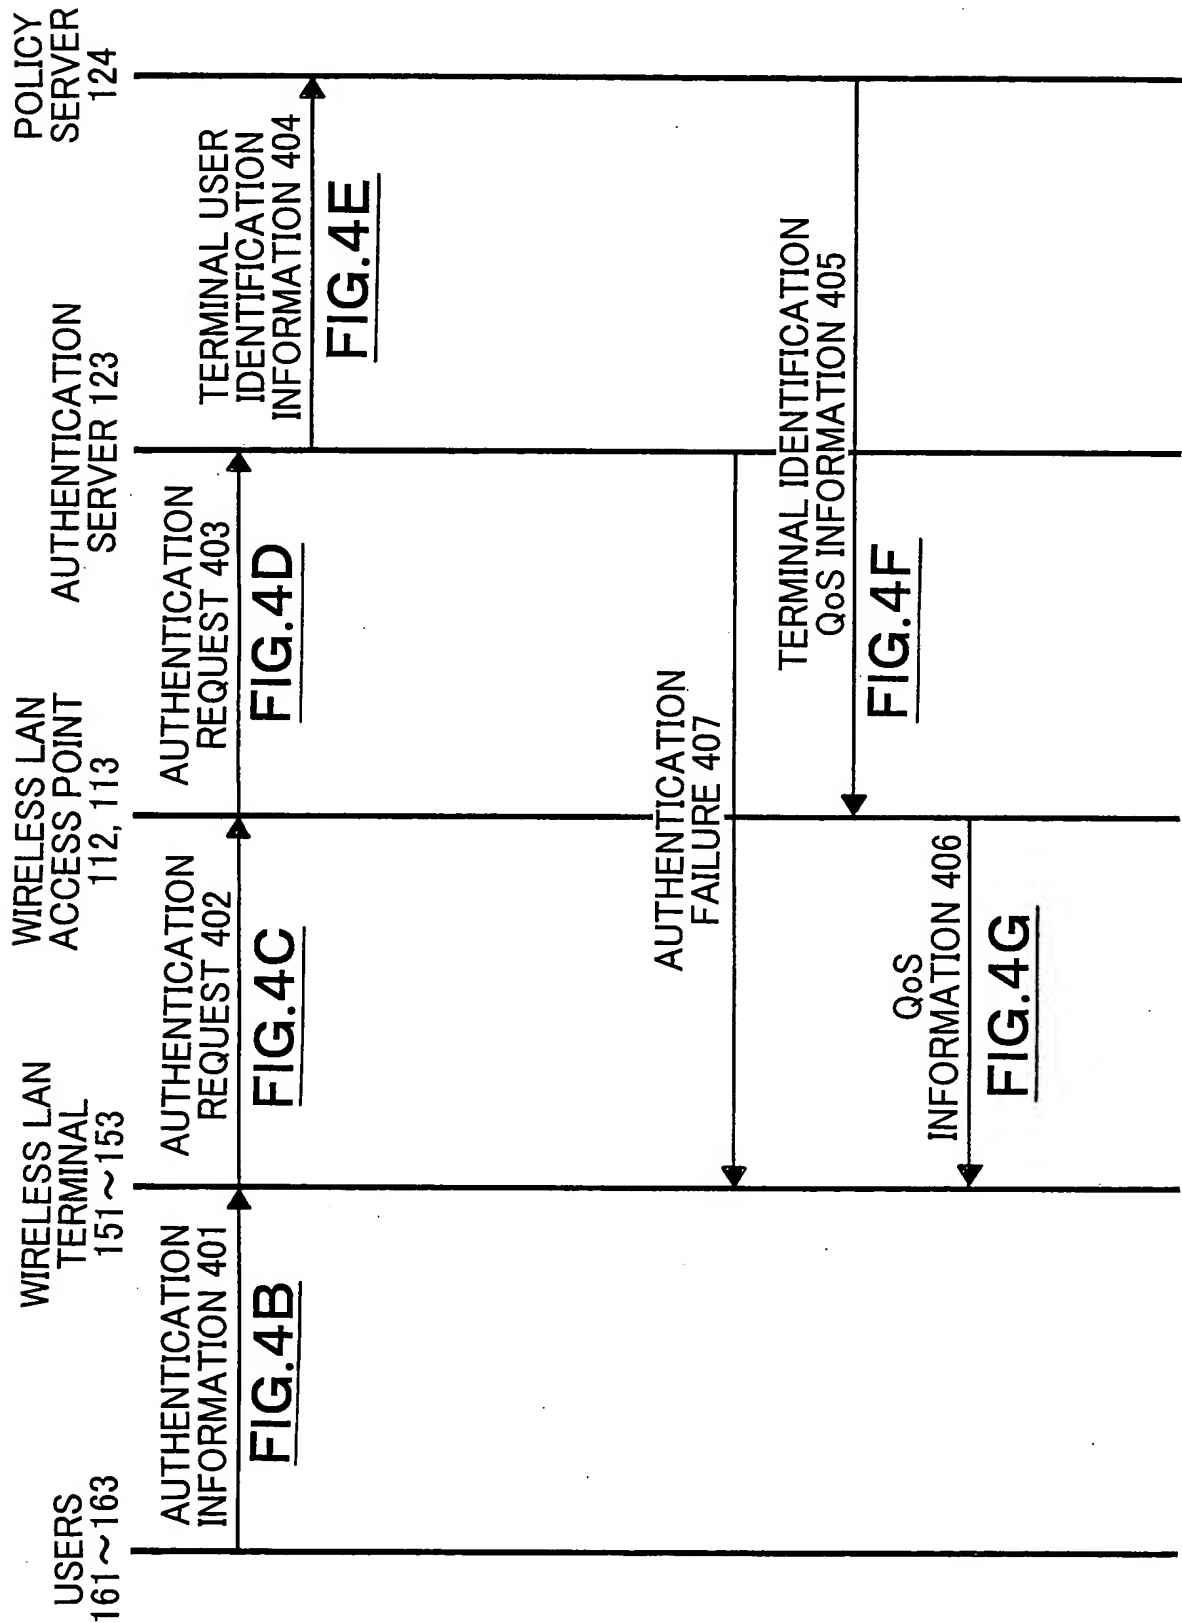 USERS
161~163
WIRELESS LAN
TERMINAL
151~153
WIRELESS LAN
ACCESS POINT
112, 113
AUTHENTICATION
SERVER 123
POLICY
SERVER
124
AUTHENTICATION
INFORMATION 401
FIG.4B
AUTHENTICATION
REQUEST 402
FIG.4C
AUTHENTICATION
REQUEST 403
FIG.4D
TERMINAL USER
IDENTIFICATION
INFORMATION 404
FIG.4E
AUTHENTICATION
FAILURE 407
TERMINAL IDENTIFICATION
QoS INFORMATION 405
FIG.4F
QoS
INFORMATION 406
FIG.4G